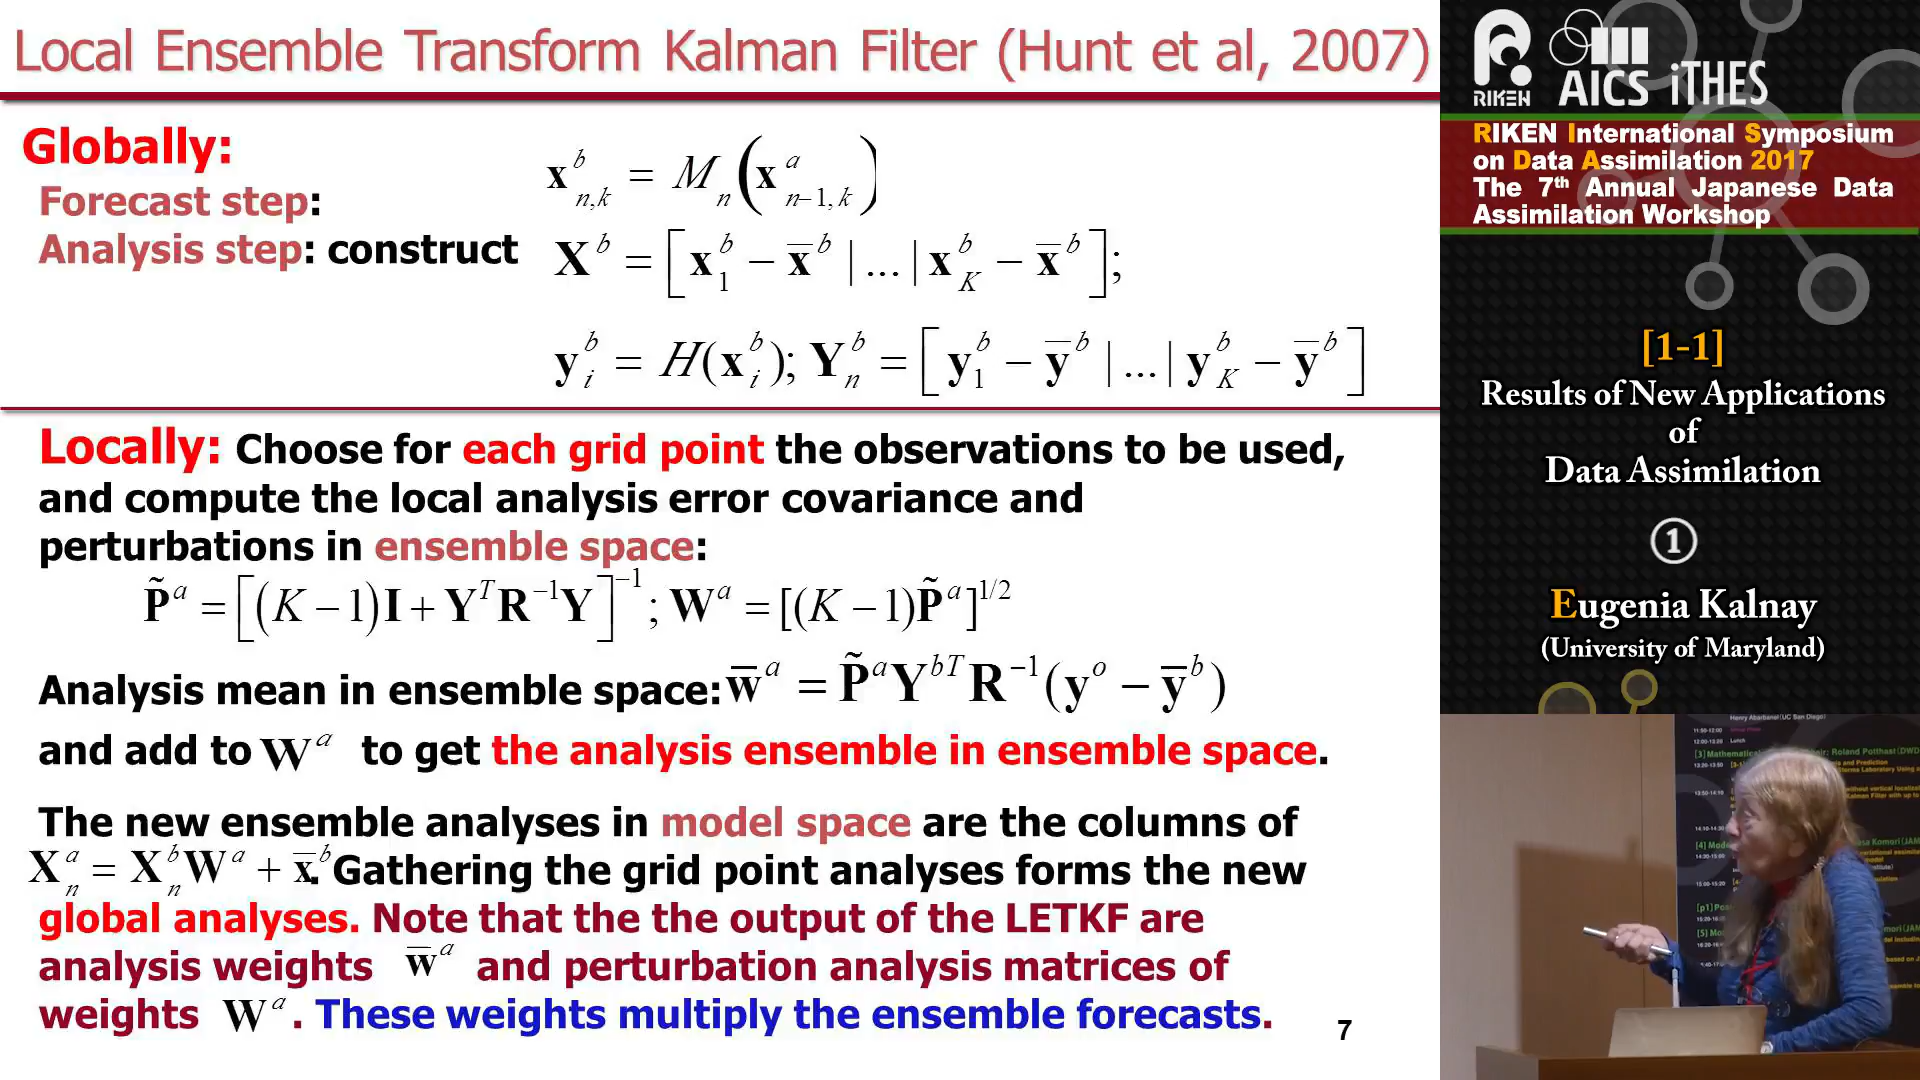 Local Ensemble Transform Kalman Filter (Hunt et al, 2007)
Globally:
Forecast step: x^b_{n,k} = M_n(x^a_{n-1,k})
Analysis step: construct X^b = [x^b_1 − x̄^b | ... | x^b_K − x̄^b];
y^b_i = H(x^b_i); Y^b_n = [y^b_1 − ȳ^b | ... | y^b_K − ȳ^b]
Locally: Choose for each grid point the observations to be used,
and compute the local analysis error covariance and
perturbations in ensemble space:
P̃^a = [(K − 1)I + Y^T R^{−1} Y]^{−1}; W^a = [(K − 1)P̃^a]^{1/2}
Analysis mean in ensemble space: w̄^a = P̃^a Y^{bT} R^{−1}(y^o − ȳ^b)
and add to W^a to get the analysis ensemble in ensemble space.
The new ensemble analyses in model space are the columns of
X^a_n = X^b_n W^a + x̄^b. Gathering the grid point analyses forms the new
global analyses. Note that the the output of the LETKF are
analysis weights w̄^a and perturbation analysis matrices of
weights W^a. These weights multiply the ensemble forecasts.
7
RIKEN AICS iTHES
RIKEN International Symposium
on Data Assimilation 2017
The 7th Annual Japanese Data
Assimilation Workshop
[1-1]
Results of New Applications
of
Data Assimilation
①
Eugenia Kalnay
(University of Maryland)
Henry Abarbanel (UC San Diego)
Lunch